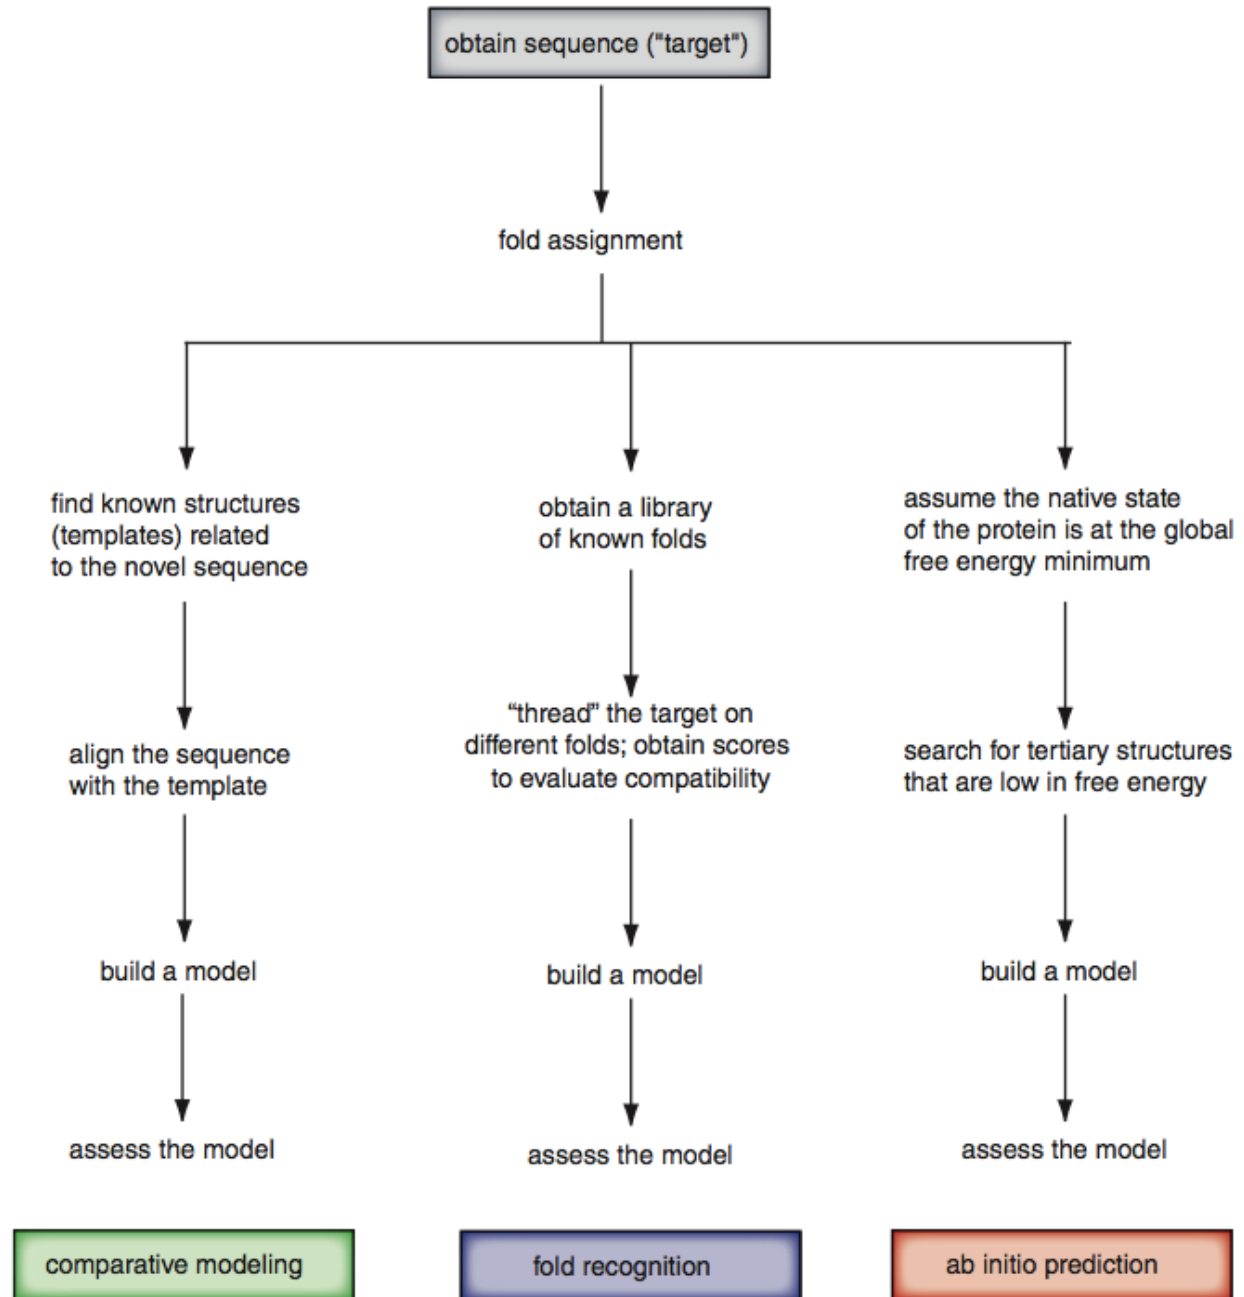 obtain sequence ("target")
fold assignment
find known structures
(templates) related
to the novel sequence
align the sequence
with the template
build a model
assess the model
comparative modeling
obtain a library
of known folds
“thread” the target on
different folds; obtain scores
to evaluate compatibility
build a model
assess the model
fold recognition
assume the native state
of the protein is at the global
free energy minimum
search for tertiary structures
that are low in free energy
build a model
assess the model
ab initio prediction